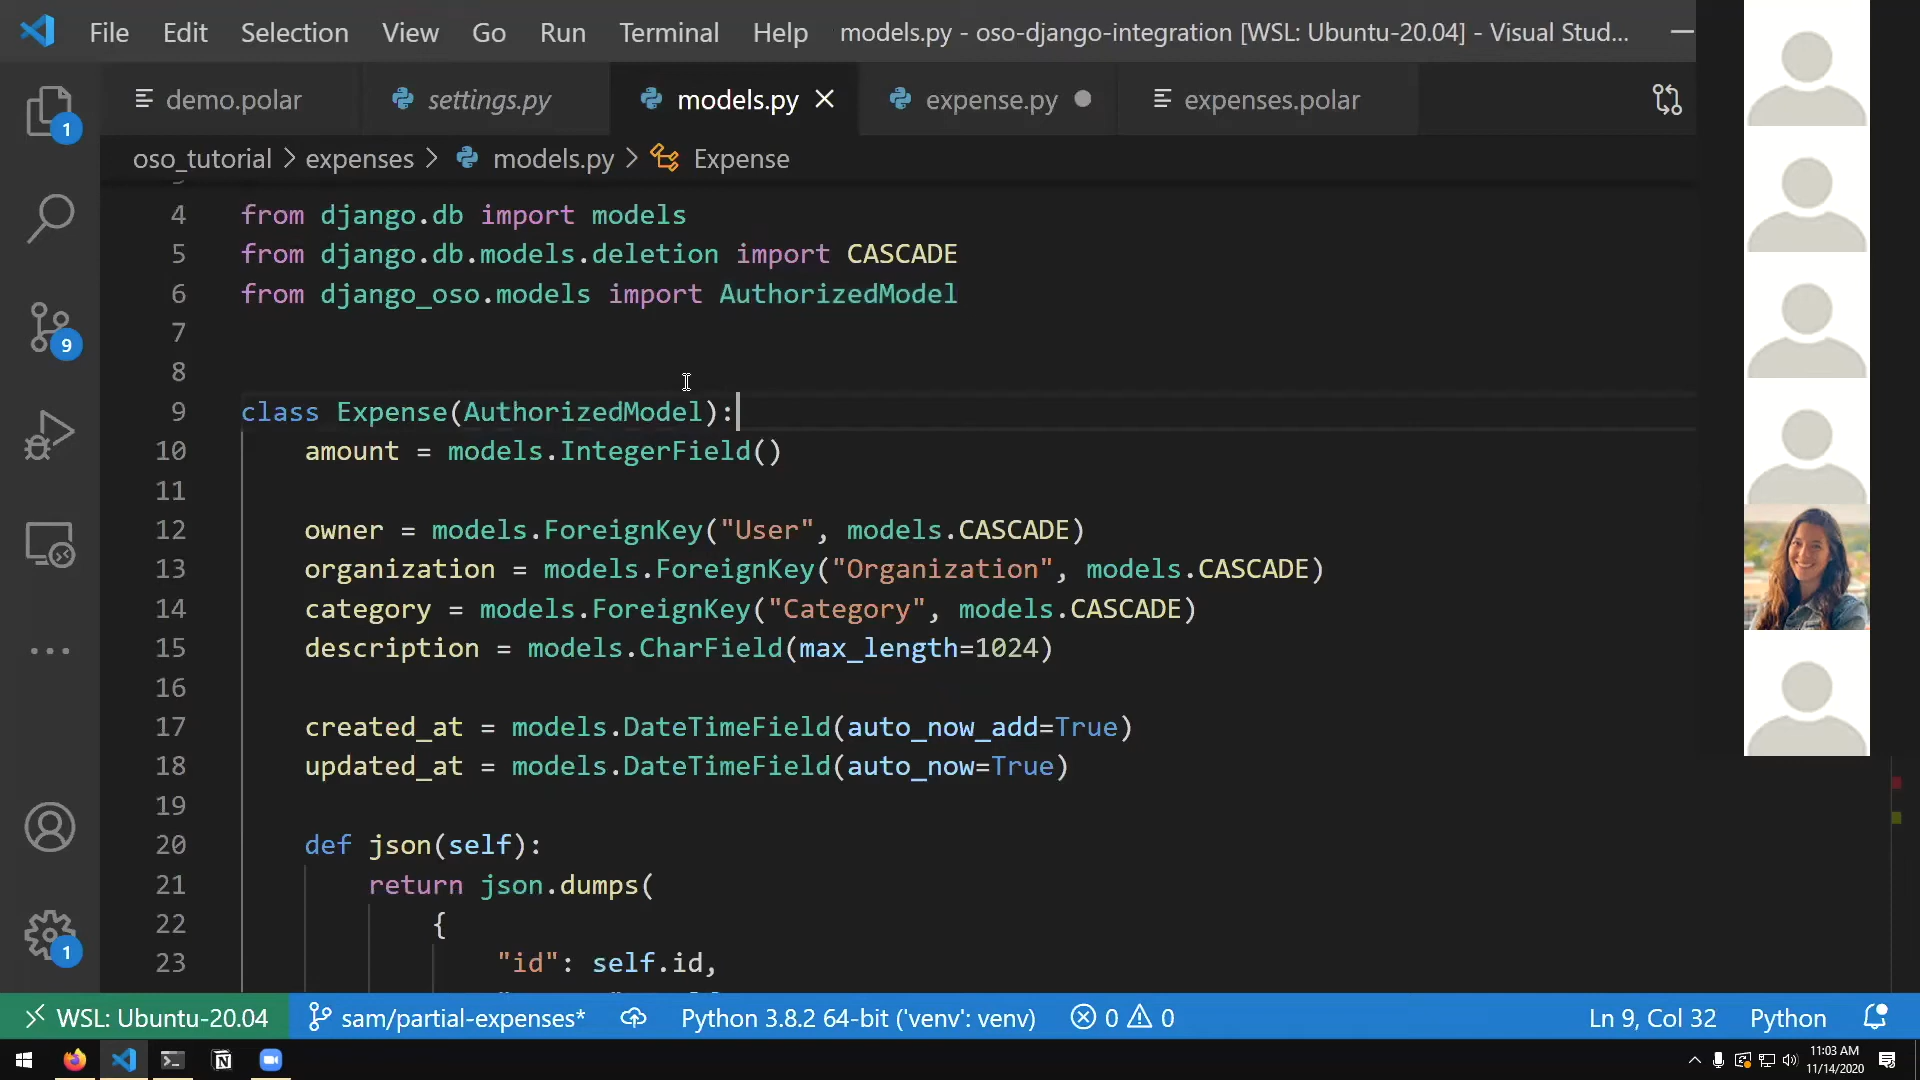 File Edit Selection View Go Run Terminal Help models.py - oso-django-integration [WSL: Ubuntu-20.04] - Visual Stud...
demo.polar settings.py models.py expense.py expenses.polar
1
oso_tutorial > expenses > models.py > Expense
4 from django.db import models
5 from django.db.models.deletion import CASCADE
6 from django_oso.models import AuthorizedModel
7
8
9 class Expense(AuthorizedModel):
10 amount = models.IntegerField()
11
12 owner = models.ForeignKey("User", models.CASCADE)
13 organization = models.ForeignKey("Organization", models.CASCADE)
14 category = models.ForeignKey("Category", models.CASCADE)
15 description = models.CharField(max_length=1024)
16
17 created_at = models.DateTimeField(auto_now_add=True)
18 updated_at = models.DateTimeField(auto_now=True)
19
20 def json(self):
21 return json.dumps(
22 {
23 "id": self.id,
9
1
WSL: Ubuntu-20.04 sam/partial-expenses* Python 3.8.2 64-bit ('venv': venv) 0 0 Ln 9, Col 32 Python
11:03 AM
11/14/2020